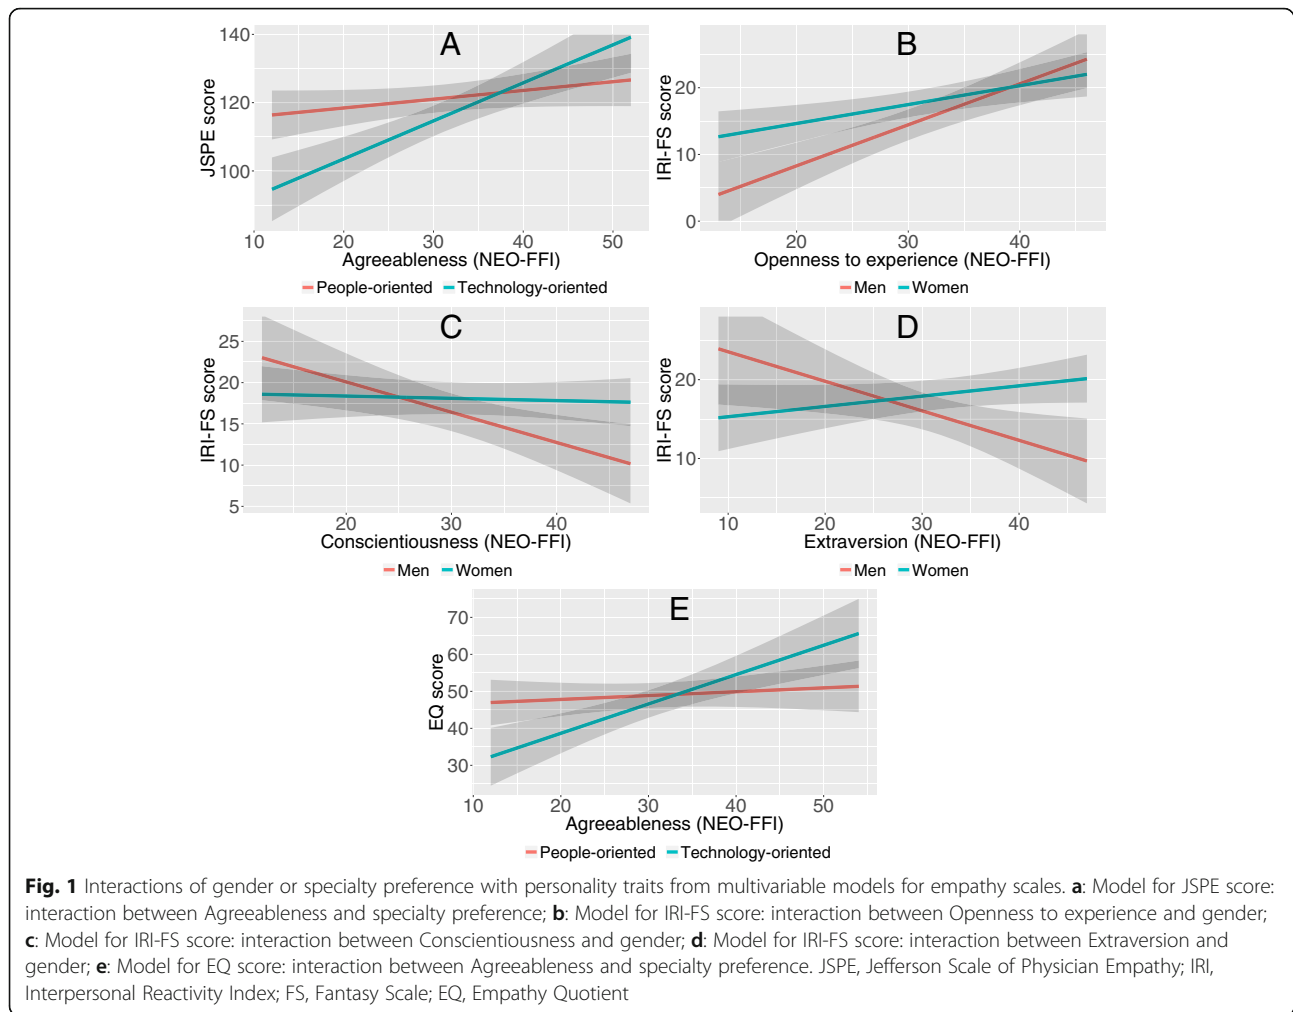 A
140
120
100
JSPE score
10 20 30 40 50
Agreeableness (NEO-FFI)
People-oriented Technology-oriented
B
20
10
0
IRI-FS score
20 30 40
Openness to experience (NEO-FFI)
Men Women
C
25
20
15
10
5
IRI-FS score
20 30 40
Conscientiousness (NEO-FFI)
Men Women
D
20
10
IRI-FS score
10 20 30 40
Extraversion (NEO-FFI)
Men Women
E
70
60
50
40
30
EQ score
10 20 30 40 50
Agreeableness (NEO-FFI)
People-oriented Technology-oriented
Fig. 1 Interactions of gender or specialty preference with personality traits from multivariable models for empathy scales. a: Model for JSPE score:
interaction between Agreeableness and specialty preference; b: Model for IRI-FS score: interaction between Openness to experience and gender;
c: Model for IRI-FS score: interaction between Conscientiousness and gender; d: Model for IRI-FS score: interaction between Extraversion and
gender; e: Model for EQ score: interaction between Agreeableness and specialty preference. JSPE, Jefferson Scale of Physician Empathy; IRI,
Interpersonal Reactivity Index; FS, Fantasy Scale; EQ, Empathy Quotient